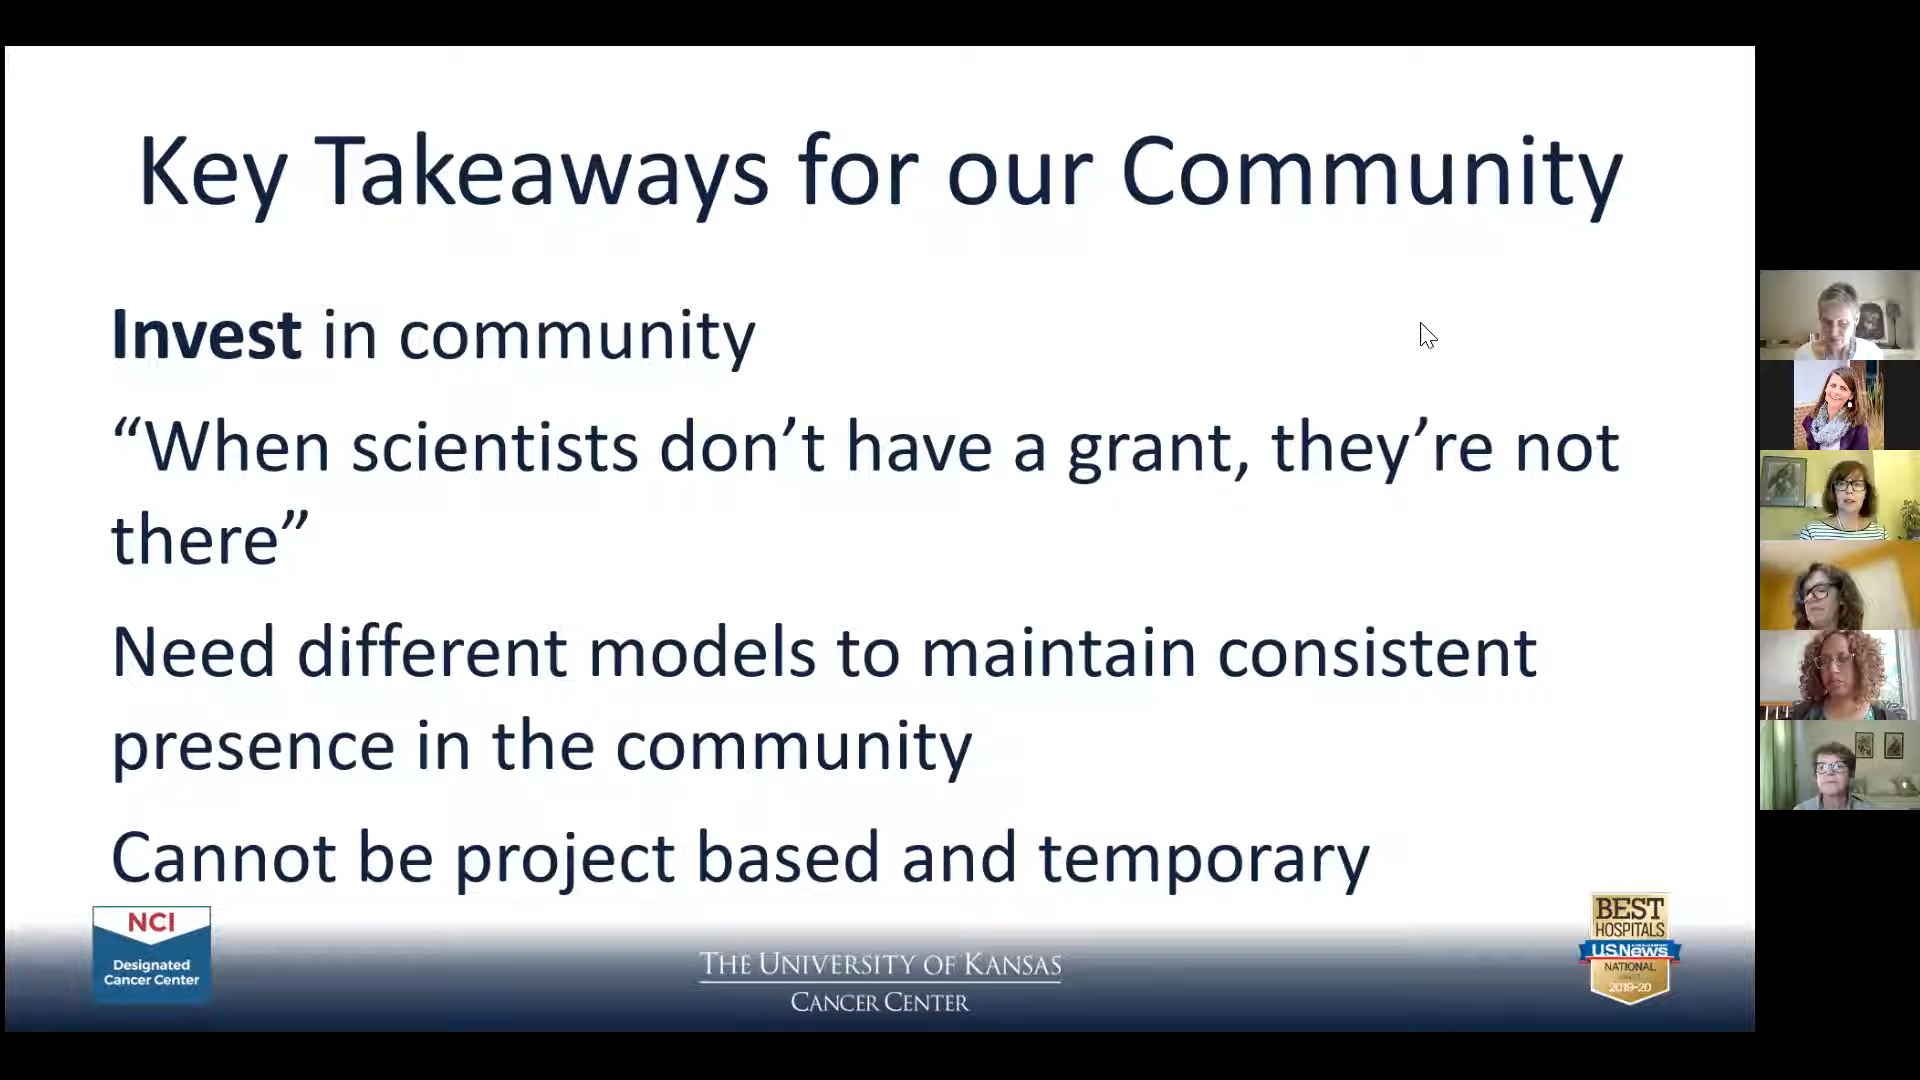 Key Takeaways for our Community
Invest in community
“When scientists don’t have a grant, they’re not
there”
Need different models to maintain consistent
presence in the community
Cannot be project based and temporary
NCI
Designated
Cancer Center
THE UNIVERSITY OF KANSAS
CANCER CENTER
BEST
HOSPITALS
U.S.News
NATIONAL
2019-20